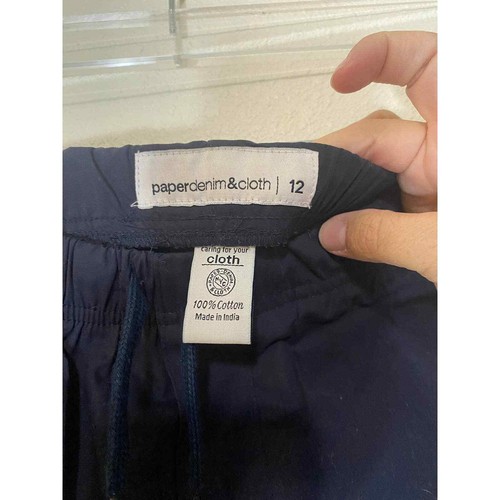 paperdenim&cloth | 12
caring for your
cloth
100% Cotton
Made in India